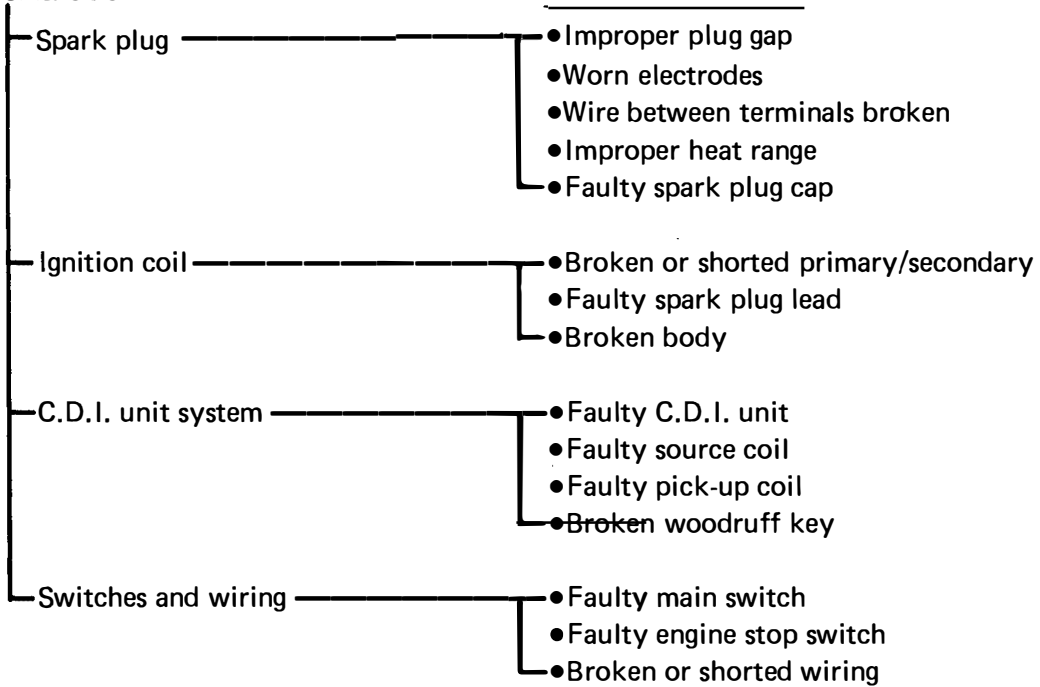 Spark plug
●Improper plug gap
●Worn electrodes
●Wire between terminals broken
●Improper heat range
●Faulty spark plug cap
Ignition coil
●Broken or shorted primary/secondary
●Faulty spark plug lead
●Broken body
C.D.I. unit system
●Faulty C.D.I. unit
●Faulty source coil
●Faulty pick-up coil
●Broken woodruff key
Switches and wiring
●Faulty main switch
●Faulty engine stop switch
●Broken or shorted wiring